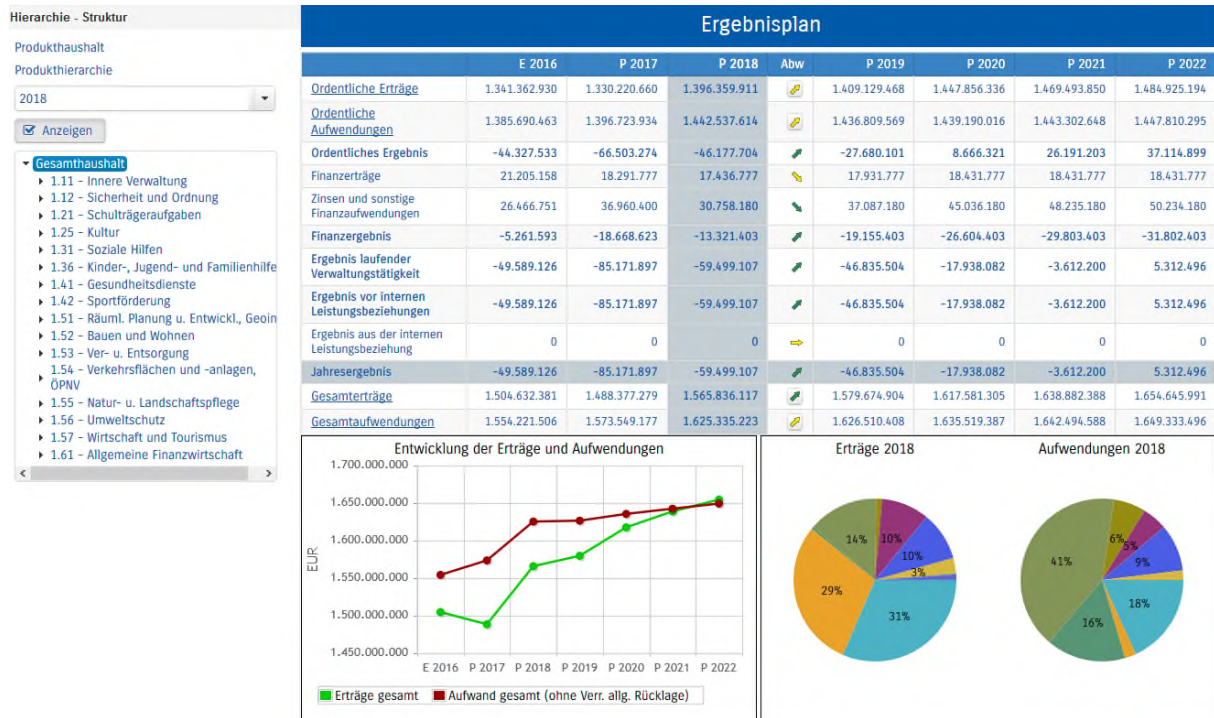 Hierarchie - Struktur
Produkthaushalt
Produkthierarchie
2018
Anzeigen
Gesamthaushalt
1.11 - Innere Verwaltung
1.12 - Sicherheit und Ordnung
1.21 - Schulträgeraufgaben
1.25 - Kultur
1.31 - Soziale Hilfen
1.36 - Kinder-, Jugend- und Familienhilfe
1.41 - Gesundheitsdienste
1.42 - Sportförderung
1.51 - Räuml. Planung u. Entwickl., Geoin
1.52 - Bauen und Wohnen
1.53 - Ver- u. Entsorgung
1.54 - Verkehrsflächen und -anlagen,
ÖPNV
1.55 - Natur- u. Landschaftspflege
1.56 - Umweltschutz
1.57 - Wirtschaft und Tourismus
1.61 - Allgemeine Finanzwirtschaft
Ergebnisplan
E 2016 P 2017 P 2018 Abw P 2019 P 2020 P 2021 P 2022
Ordentliche Erträge 1.341.362.930 1.330.220.660 1.396.359.911 1.409.129.468 1.447.856.336 1.469.493.850 1.484.925.194
Ordentliche
Aufwendungen 1.385.690.463 1.396.723.934 1.442.537.614 1.436.809.569 1.439.190.016 1.443.302.648 1.447.810.295
Ordentliches Ergebnis -44.327.533 -66.503.274 -46.177.704 -27.680.101 8.666.321 26.191.203 37.114.899
Finanzerträge 21.205.158 18.291.777 17.436.777 17.931.777 18.431.777 18.431.777 18.431.777
Zinsen und sonstige
Finanzaufwendungen 26.466.751 36.960.400 30.758.180 37.087.180 45.036.180 48.235.180 50.234.180
Finanzergebnis -5.261.593 -18.668.623 -13.321.403 -19.155.403 -26.604.403 -29.803.403 -31.802.403
Ergebnis laufender
Verwaltungstätigkeit -49.589.126 -85.171.897 -59.499.107 -46.835.504 -17.938.082 -3.612.200 5.312.496
Ergebnis vor internen
Leistungsbeziehungen -49.589.126 -85.171.897 -59.499.107 -46.835.504 -17.938.082 -3.612.200 5.312.496
Ergebnis aus der internen
Leistungsbeziehung 0 0 0 0 0 0 0
Jahresergebnis -49.589.126 -85.171.897 -59.499.107 -46.835.504 -17.938.082 -3.612.200 5.312.496
Gesamterträge 1.504.632.381 1.488.377.279 1.565.836.117 1.579.674.904 1.617.581.305 1.638.882.388 1.654.645.991
Gesamtaufwendungen 1.554.221.506 1.573.549.177 1.625.335.223 1.626.510.408 1.635.519.387 1.642.494.588 1.649.333.496
Entwicklung der Erträge und Aufwendungen
1.700.000.000
1.650.000.000
1.600.000.000
1.550.000.000
1.500.000.000
1.450.000.000
EUR
E 2016 P 2017 P 2018 P 2019 P 2020 P 2021 P 2022
Erträge gesamt Aufwand gesamt (ohne Verr. allg. Rücklage)
Erträge 2018
14% 10%
10%
3%
29%
31%
Aufwendungen 2018
6% 5%
41% 9%
18%
16%